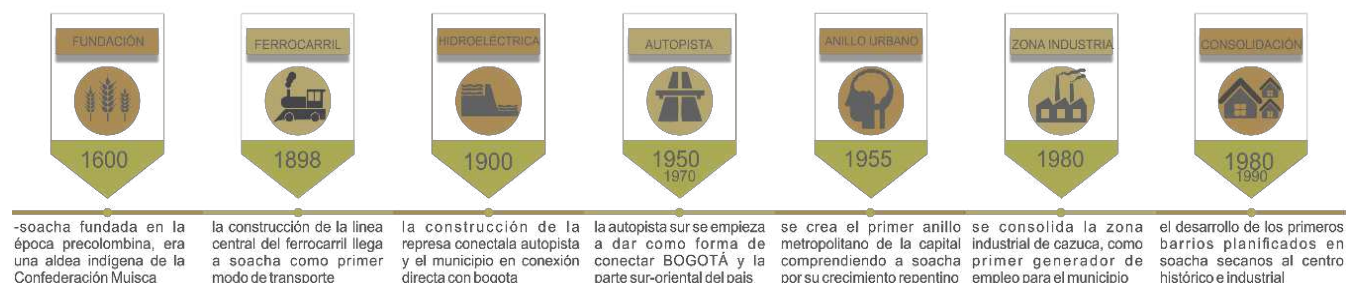 FUNDACIÓN
1600
-soacha fundada en la
época precolombina, era
una aldea indígena de la
Confederación Muisca
FERROCARRIL
1898
la construcción de la linea
central del ferrocarril llega
a soacha como primer
modo de transporte
HIDROELÉCTRICA
1900
la construcción de la
represa conectala autopista
y el municipio en conexión
directa con bogota
AUTOPISTA
1950
1970
la autopista sur se empieza
a dar como forma de
conectar BOGOTÁ y la
parte sur-oriental del pais
ANILLO URBANO
1955
se crea el primer anillo
metropolitano de la capital
comprendiendo a soacha
por su crecimiento repentino
ZONA INDUSTRIA
1980
se consolida la zona
industrial de cazuca, como
primer generador de
empleo para el municipio
CONSOLIDACIÓN
1980
1990
el desarrollo de los primeros
barrios planificados en
soacha secanos al centro
histórico e industrial